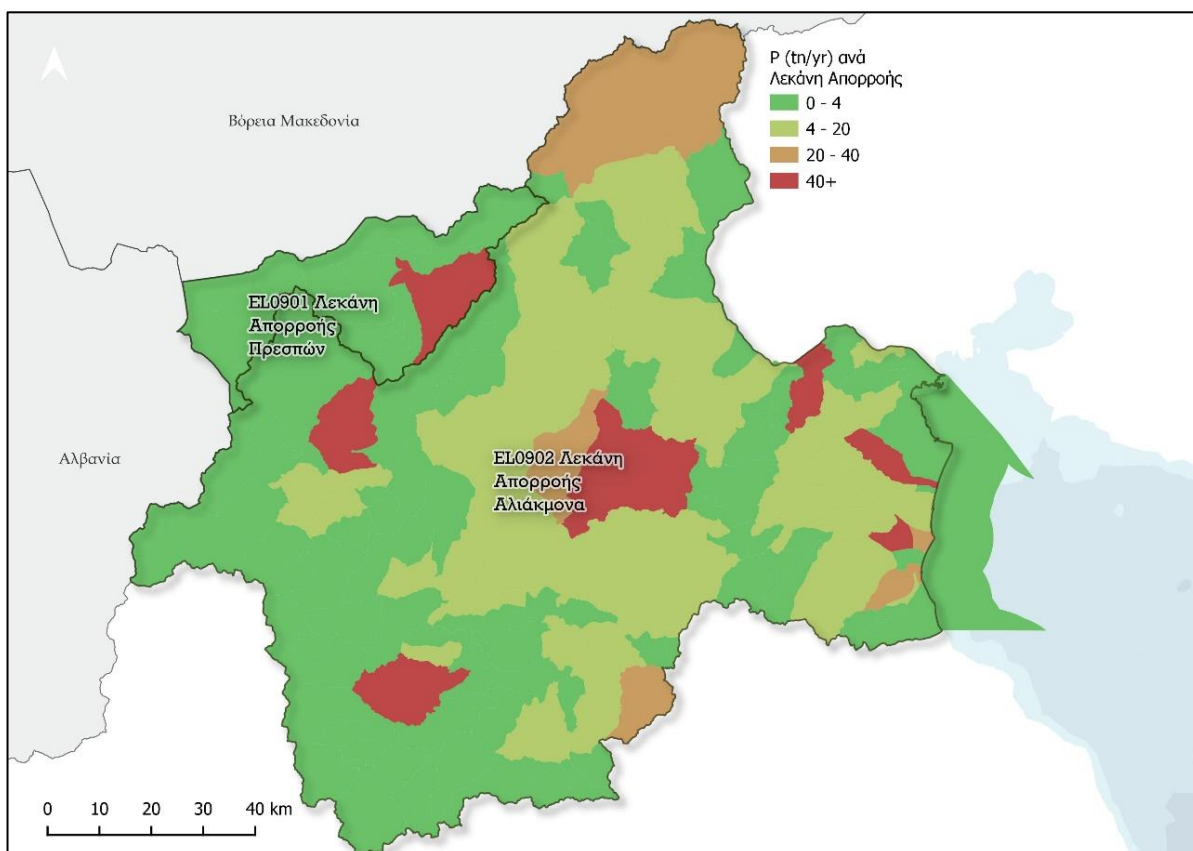 P (tn/yr) ανά
Λεκάνη Απορροής
0 - 4
4 - 20
20 - 40
40+
Βόρεια Μακεδονία
EL0901 Λεκάνη
Απορροής
Πρεσπών
Αλβανία
EL0902 Λεκάνη
Απορροής
Αλιάκμονα
0 10 20 30 40 km